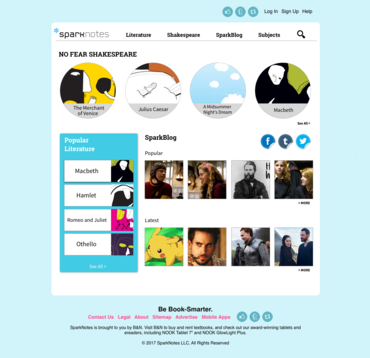 Log In Sign Up Help
sparknotes
Literature Shakespeare SparkBlog Subjects
NO FEAR SHAKESPEARE
The Merchant
of Venice
Julius Caesar
A Midsummer
Night's Dream
Macbeth
See All >
Popular
Literature
Macbeth
Hamlet
Romeo and Juliet
Othello
See All >
SparkBlog
Popular
> MORE
Latest
> MORE
Be Book-Smarter.
Contact Us Legal About Sitemap Advertise Mobile Apps
SparkNotes is brought to you by B&N. Visit B&N to buy and rent textbooks, and check out our award-winning tablets and
ereaders, including NOOK Tablet 7" and NOOK GlowLight Plus.
© 2017 SparkNotes LLC, All Rights Reserved